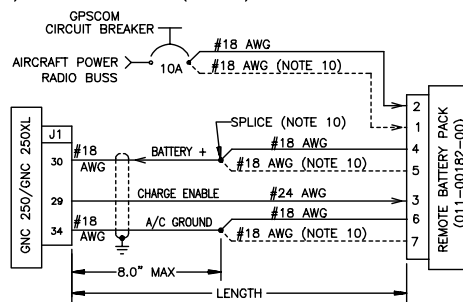 GPSCOM
CIRCUIT BREAKER
AIRCRAFT POWER
RADIO BUSS
10A
#18 AWG
#18 AWG (NOTE 10)
2
1
GNC 250/GNC 250XL
J1
30
#18
AWG
BATTERY +
SPLICE (NOTE 10)
#18 AWG
4
#18 AWG (NOTE 10)
5
29
CHARGE ENABLE
#24 AWG
3
34
#18
AWG
A/C GROUND
#18 AWG
6
#18 AWG (NOTE 10)
7
REMOTE BATTERY PACK
(011-00182-00)
8.0" MAX
LENGTH